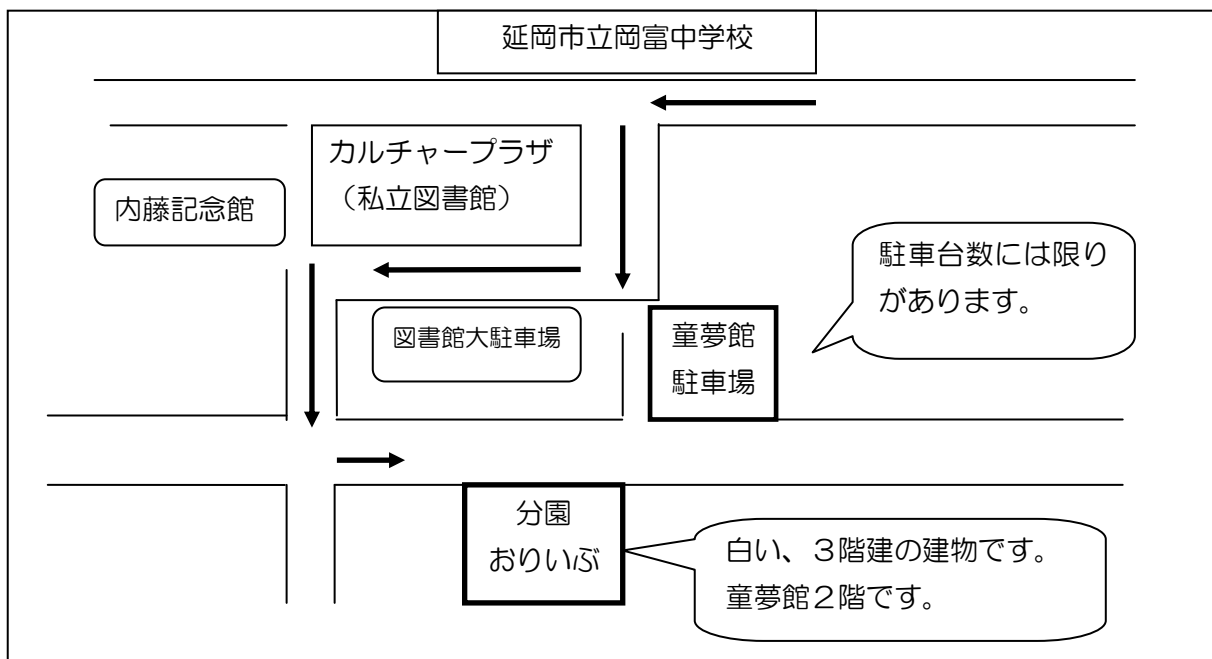 延岡市立岡富中学校
カルチャープラザ
（私立図書館）
内藤記念館
駐車台数には限り
があります。
図書館大駐車場
童夢館
駐車場
分園
おりいぶ
白い、３階建の建物です。
童夢館２階です。